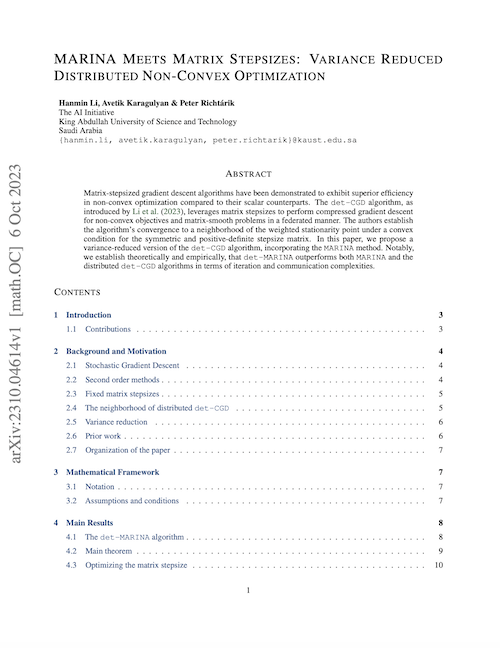 MARINA MEETS MATRIX STEPSIZES: VARIANCE REDUCED
DISTRIBUTED NON-CONVEX OPTIMIZATION
Hanmin Li, Avetik Karagulyan & Peter Richtárik
The AI Initiative
King Abdullah University of Science and Technology
Saudi Arabia
{hanmin.li, avetik.karagulyan, peter.richtarik}@kaust.edu.sa
ABSTRACT
Matrix-stepsized gradient descent algorithms have been demonstrated to exhibit superior efficiency
in non-convex optimization compared to their scalar counterparts. The det-CGD algorithm, as
introduced by Li et al. (2023), leverages matrix stepsizes to perform compressed gradient descent
for non-convex objectives and matrix-smooth problems in a federated manner. The authors establish
the algorithm's convergence to a neighborhood of the weighted stationarity point under a convex
condition for the symmetric and positive-definite stepsize matrix. In this paper, we propose a
variance-reduced version of the det-CGD algorithm, incorporating the MARINA method. Notably,
we establish theoretically and empirically, that det-MARINA outperforms both MARINA and the
distributed det-CGD algorithms in terms of iteration and communication complexities.
CONTENTS
1 Introduction 3
1.1 Contributions . . . . . . . . . . . . . . . . . . . . . . . . . . . . . . . . . . . . 3
2 Background and Motivation 4
2.1 Stochastic Gradient Descent . . . . . . . . . . . . . . . . . . . . . . . . . . . . 4
2.2 Second order methods . . . . . . . . . . . . . . . . . . . . . . . . . . . . . . . . 4
2.3 Fixed matrix stepsizes . . . . . . . . . . . . . . . . . . . . . . . . . . . . . . . . 5
2.4 The neighborhood of distributed det-CGD . . . . . . . . . . . . . . . . . . . . . 5
2.5 Variance reduction . . . . . . . . . . . . . . . . . . . . . . . . . . . . . . . . . . 6
2.6 Prior work . . . . . . . . . . . . . . . . . . . . . . . . . . . . . . . . . . . . . . 6
2.7 Organization of the paper . . . . . . . . . . . . . . . . . . . . . . . . . . . . . . 7
3 Mathematical Framework 7
3.1 Notation . . . . . . . . . . . . . . . . . . . . . . . . . . . . . . . . . . . . . . . 7
3.2 Assumptions and conditions . . . . . . . . . . . . . . . . . . . . . . . . . . . . 7
4 Main Results 8
4.1 The det-MARINA algorithm . . . . . . . . . . . . . . . . . . . . . . . . . . . . 8
4.2 Main theorem . . . . . . . . . . . . . . . . . . . . . . . . . . . . . . . . . . . . 9
4.3 Optimizing the matrix stepsize . . . . . . . . . . . . . . . . . . . . . . . . . . . 10
1
arXiv:2310.04614v1 [math.OC] 6 Oct 2023